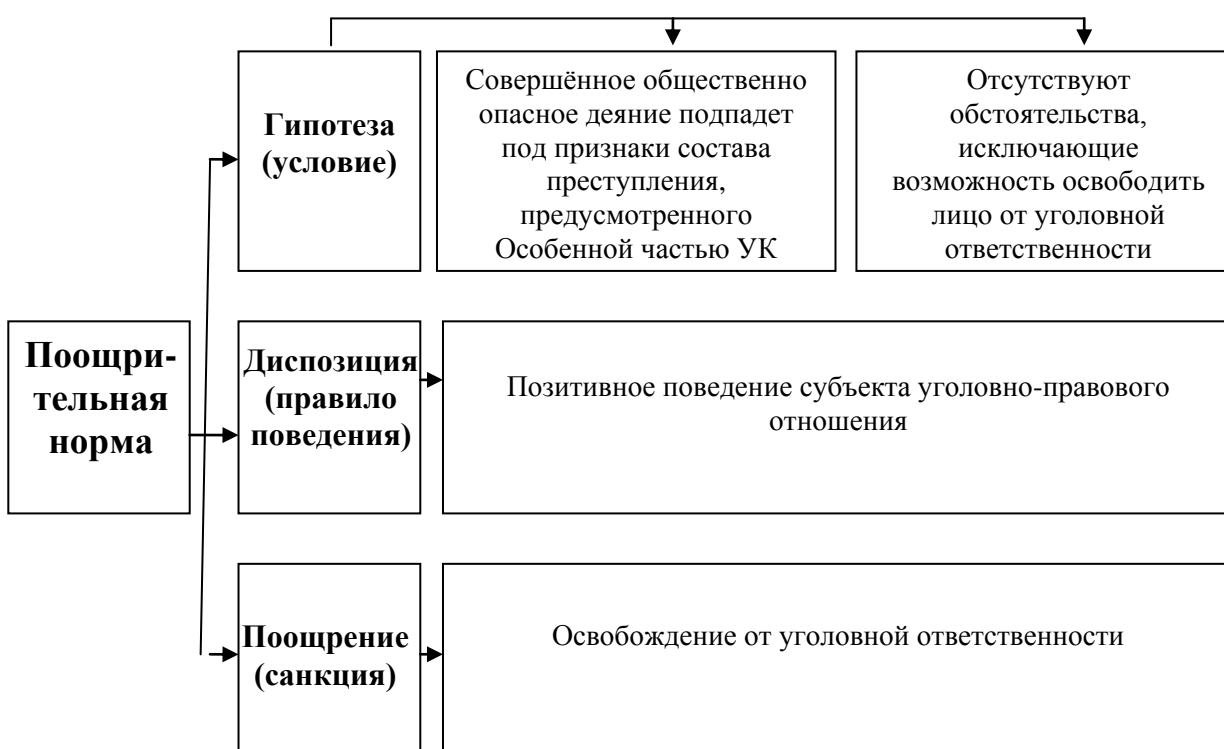 Гипотеза
(условие)
Совершённое общественно
опасное деяние подпадет
под признаки состава
преступления,
предусмотренного
Особенной частью УК
Отсутствуют
обстоятельства,
исключающие
возможность освободить
лицо от уголовной
ответственности
Поощри-
тельная
норма
Диспозиция
(правило
поведения)
Позитивное поведение субъекта уголовно-правового
отношения
Поощрение
(санкция)
Освобождение от уголовной ответственности